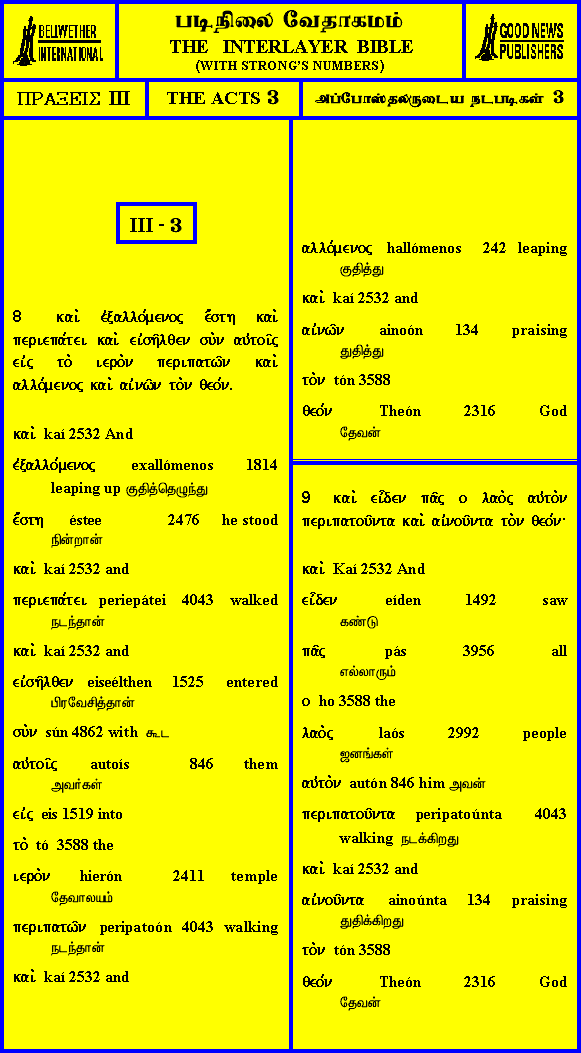 BELLWETHER
INTERNATIONAL
படிநிலை வேதாகமம்
THE INTERLAYER BIBLE
(WITH STRONG'S NUMBERS)
GOOD NEWS
PUBLISHERS
ΠΡΑΞΕΙΣ III
THE ACTS 3
அப்போஸ்தலருடைய நடபடிகள் 3
III - 3
8 καὶ ἐξαλλόμενος ἔστη καὶ
περιεπάτει καὶ εἰσῆλθεν σὺν αὐτοῖς
εἰς τὸ ιερὸν περιπατῶν καὶ
αλλόμενος καὶ αἰνῶν τὸν θεόν.
καὶ kaí 2532 And
ἐξαλλόμενος exallómenos 1814
leaping up குதித்தெழுந்து
ἔστη éstee 2476 he stood
நின்றான்
καὶ kaí 2532 and
περιεπάτει periepátei 4043 walked
நடந்தான்
καὶ kaí 2532 and
εἰσῆλθεν eiseélthen 1525 entered
பிரவேசித்தான்
σὺν sún 4862 with கூட
αὐτοῖς autoís 846 them
அவர்கள்
εἰς eis 1519 into
τὸ tó 3588 the
ιερὸν hierón 2411 temple
தேவாலயம்
περιπατῶν peripatoón 4043 walking
நடந்தான்
καὶ kaí 2532 and
αλλόμενος hallómenos 242 leaping
குதித்து
καὶ kaí 2532 and
αἰνῶν ainoón 134 praising
துதித்து
τὸν tón 3588
θεόν Theón 2316 God
தேவன்
9 καὶ εἶδεν πᾶς ο λαὸς αὐτὸν
περιπατοῦντα καὶ αἰνοῦντα τὸν θεόν·
καὶ Kaí 2532 And
εἶδεν eíden 1492 saw
கண்டு
πᾶς pás 3956 all
எல்லாரும்
ο ho 3588 the
λαὸς laós 2992 people
ஜனங்கள்
αὐτὸν autón 846 him அவன்
περιπατοῦντα peripatoúnta 4043
walking நடக்கிறது
καὶ kaí 2532 and
αἰνοῦντα ainoúnta 134 praising
துதிக்கிறது
τὸν tón 3588
θεόν Theón 2316 God
தேவன்